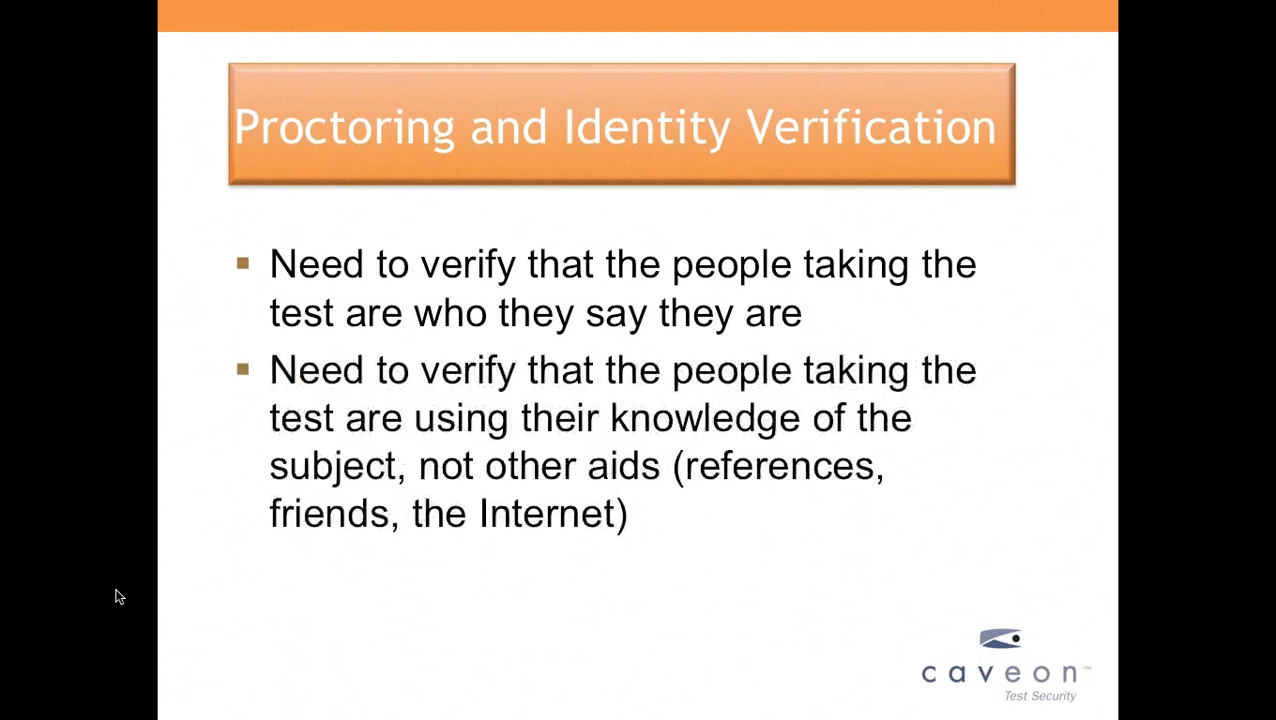 Proctoring and Identity Verification
Need to verify that the people taking the
test are who they say they are
Need to verify that the people taking the
test are using their knowledge of the
subject, not other aids (references,
friends, the Internet)
caveon™
Test Security